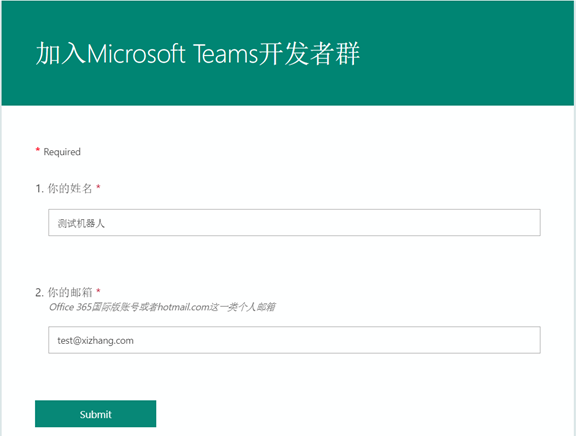 加入Microsoft Teams开发者群
* Required
1. 你的姓名 *
测试机器人
2. 你的邮箱 *
Office 365国际版账号或者hotmail.com这一类个人邮箱
test@xizhang.com
Submit